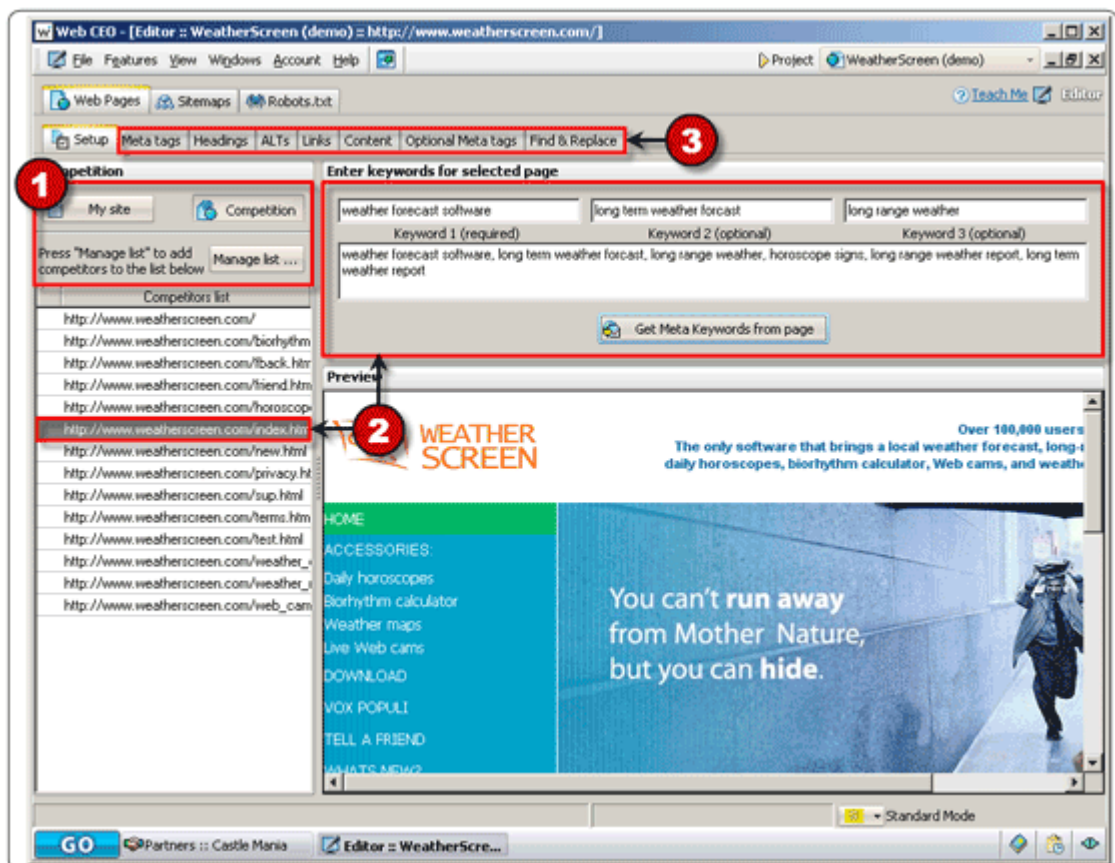 Web CEO - [Editor :: WeatherScreen (demo) :: http://www.weatherscreen.com/]
File Features View Windows Account Help
Project WeatherScreen (demo)
Web Pages Sitemaps Robots.txt
Teach Me Editor
Setup Meta tags Headings ALTs Links Content Optional Meta tags Find & Replace
3
1
petition
Enter keywords for selected page
My site Competition
weather forecast software long term weather forcast long range weather
Keyword 1 (required) Keyword 2 (optional) Keyword 3 (optional)
Press "Manage list" to add
competitors to the list below
Manage list ...
weather forecast software, long term weather forcast, long range weather, horoscope signs, long range weather report, long term
weather report
Get Meta Keywords from page
Competitors list
http://www.weatherscreen.com/
http://www.weatherscreen.com/biorhythm
http://www.weatherscreen.com/fback.htm
http://www.weatherscreen.com/friend.htm
http://www.weatherscreen.com/horoscop
http://www.weatherscreen.com/index.htm
http://www.weatherscreen.com/new.html
http://www.weatherscreen.com/privacy.ht
http://www.weatherscreen.com/sup.html
http://www.weatherscreen.com/terms.htm
http://www.weatherscreen.com/test.html
http://www.weatherscreen.com/weather_
http://www.weatherscreen.com/weather_
http://www.weatherscreen.com/web_cam
2
Preview
WEATHER
SCREEN
Over 100,000 users
The only software that brings a local weather forecast, long-
daily horoscopes, biorhythm calculator, Web cams, and weath
HOME
ACCESSORIES:
Daily horoscopes
Biorhythm calculator
Weather maps
Live Web cams
DOWNLOAD
VOX POPULI
TELL A FRIEND
WHATS NEW?
You can't run away
from Mother Nature,
but you can hide.
Standard Mode
GO Partners :: Castle Mania Editor :: WeatherScre...